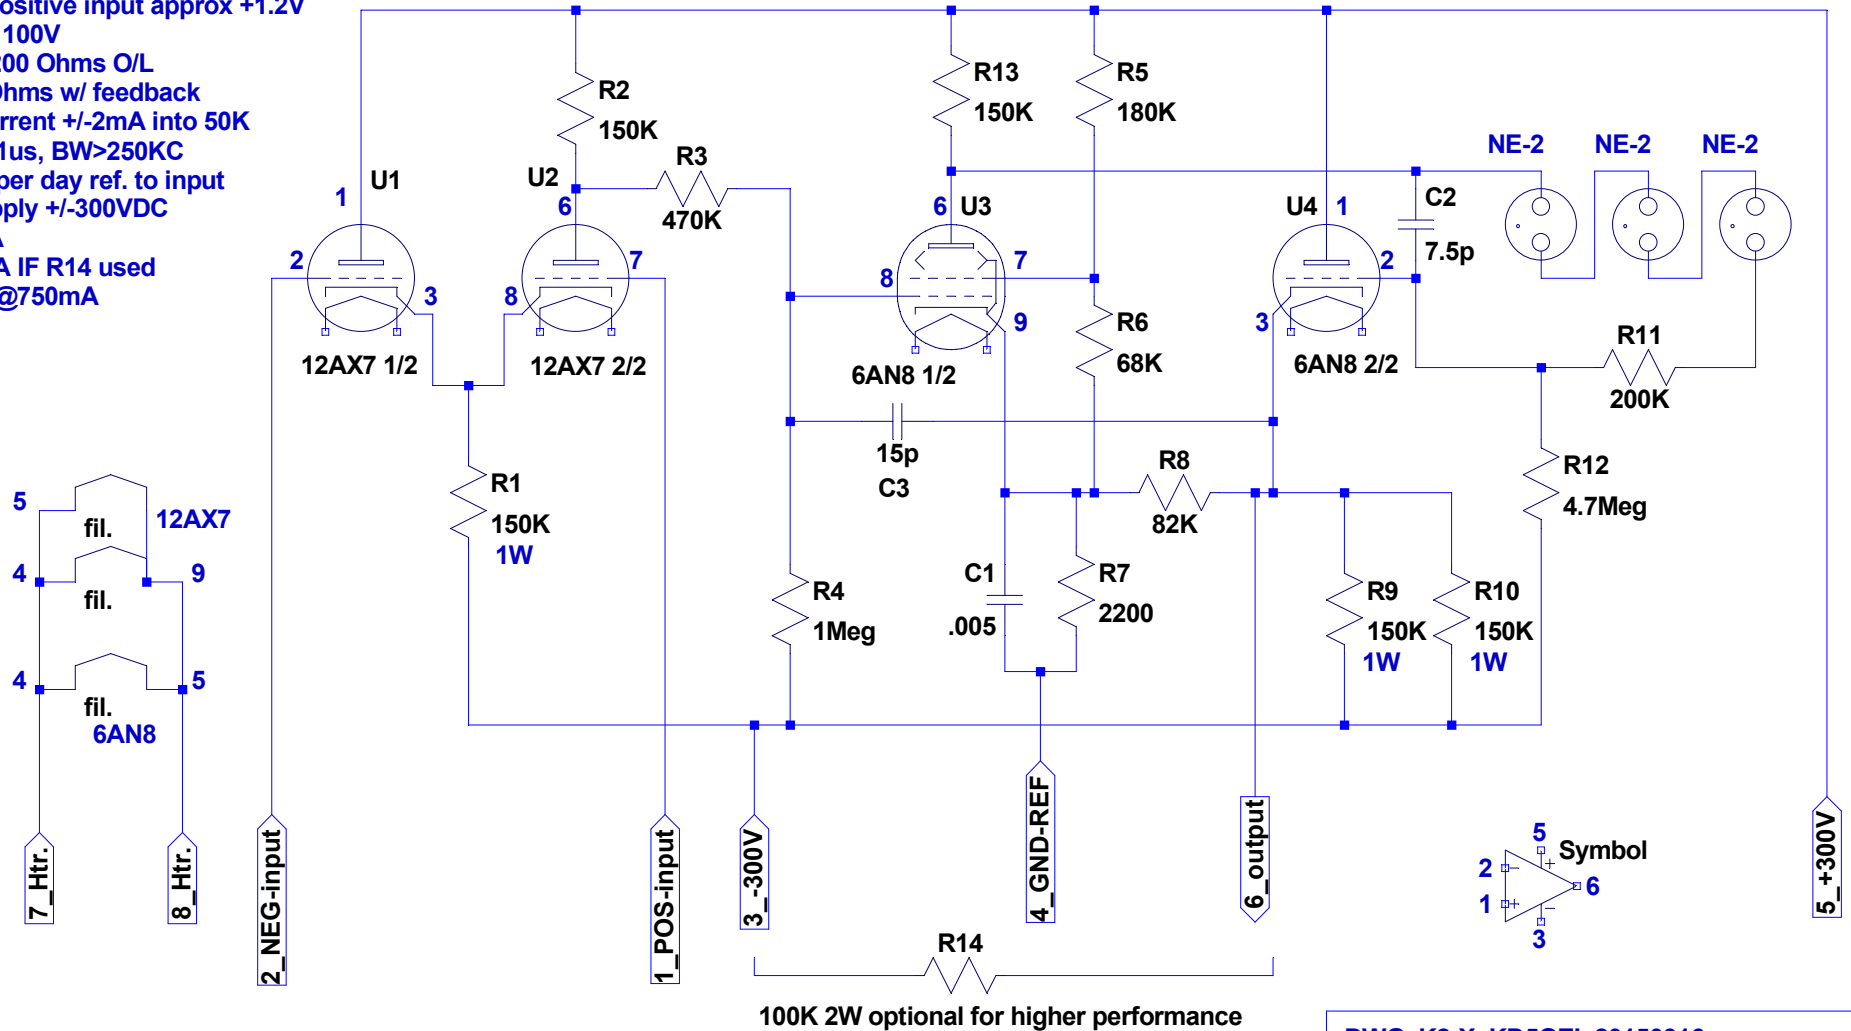 ositive input approx +1.2V
100V
200 Ohms O/L
Ohms w/ feedback
rrent +/-2mA into 50K
1us, BW>250KC
per day ref. to input
pply +/-300VDC
A IF R14 used
@750mA
R2
150K
R3
470K
R13
150K
R5
180K
NE-2
NE-2
NE-2
U1
1
2
3
12AX7 1/2
U2
6
7
8
12AX7 2/2
6
U3
7
8
9
6AN8 1/2
U4
1
2
3
6AN8 2/2
C2
7.5p
R6
68K
R11
200K
15p
C3
R8
82K
R12
4.7Meg
R1
150K
1W
R4
1Meg
C1
.005
R7
2200
R9
150K
1W
R10
150K
1W
5
fil.
12AX7
4
9
fil.
4
5
fil.
6AN8
7_Htr.
8_Htr.
2_NEG-input
1_POS-input
3_-300V
4_GND-REF
6_output
5_+300V
5
Symbol
2
-
+
6
1
+
-
3
R14
100K 2W optional for higher performance